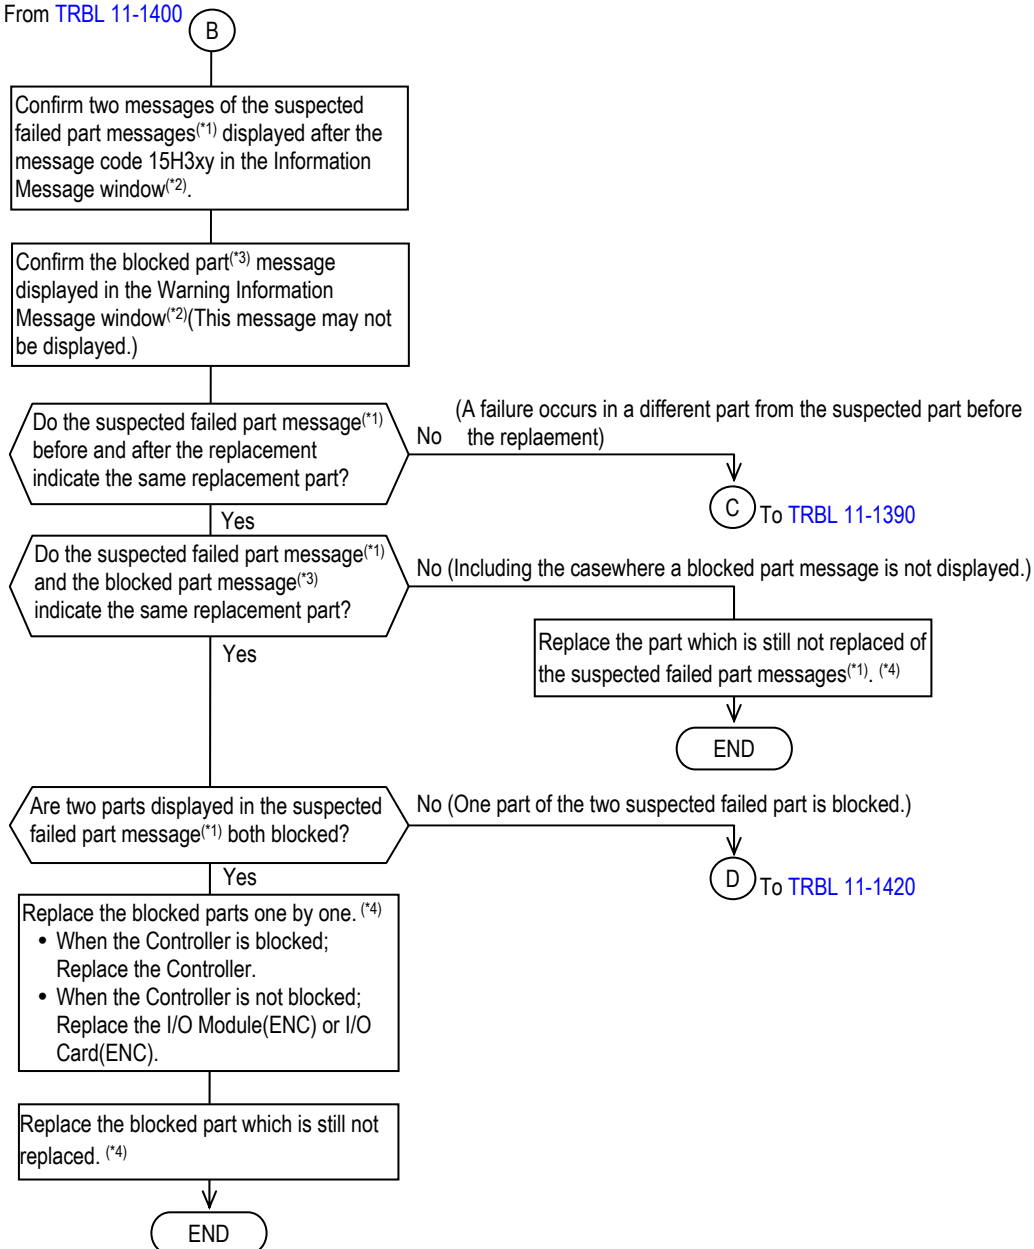 From TRBL 11-1400
B
Confirm two messages of the suspected
failed part messages(*1) displayed after the
message code 15H3xy in the Information
Message window(*2).
Confirm the blocked part(*3) message
displayed in the Warning Information
Message window(*2)(This message may not
be displayed.)
Do the suspected failed part message(*1)
before and after the replacement
indicate the same replacement part?
No
(A failure occurs in a different part from the suspected part before
the replaement)
C
To TRBL 11-1390
Yes
Do the suspected failed part message(*1)
and the blocked part message(*3)
indicate the same replacement part?
No (Including the casewhere a blocked part message is not displayed.)
Replace the part which is still not replaced of
the suspected failed part messages(*1). (*4)
END
Yes
Are two parts displayed in the suspected
failed part message(*1) both blocked?
No (One part of the two suspected failed part is blocked.)
D
To TRBL 11-1420
Yes
Replace the blocked parts one by one. (*4)
• When the Controller is blocked;
Replace the Controller.
• When the Controller is not blocked;
Replace the I/O Module(ENC) or I/O
Card(ENC).
Replace the blocked part which is still not
replaced. (*4)
END